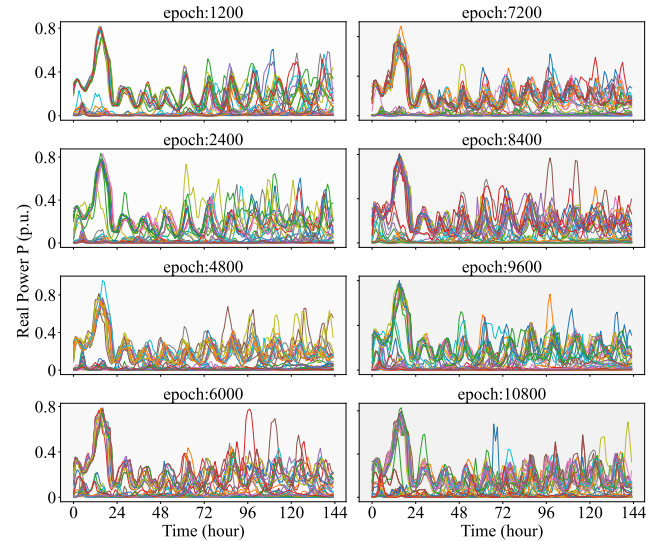 epoch:1200
epoch:7200
0.8
0.4
0
epoch:2400
epoch:8400
0.8
0.4
0
epoch:4800
epoch:9600
0.8
0.4
0
epoch:6000
epoch:10800
0.8
0.4
0
Real Power P (p.u.)
0 24 48 72 96 120 144
0 24 48 72 96 120 144
Time (hour)
Time (hour)